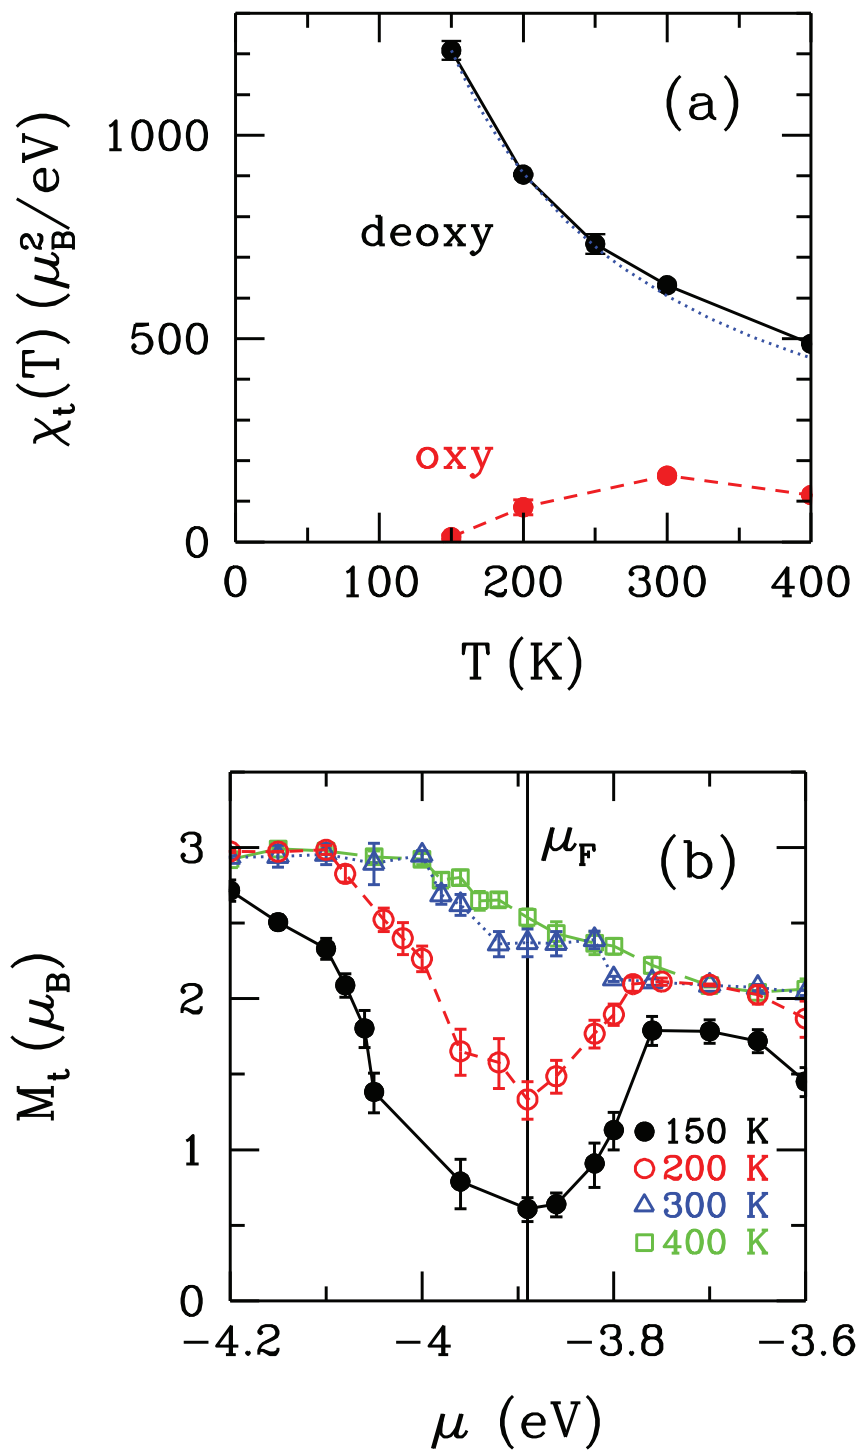 χt(T) (μB2/eV)
1000
500
0
(a)
deoxy
oxy
0 100 200 300 400
T (K)
Mt (μB)
3
2
1
0
μF
(b)
150 K
200 K
300 K
400 K
−4.2 −4 −3.8 −3.6
μ (eV)